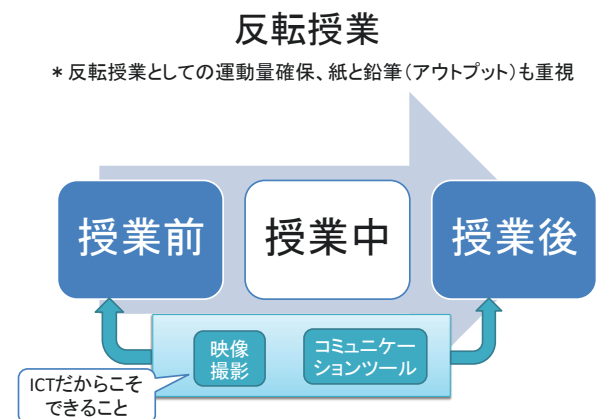 反転授業
＊反転授業としての運動量確保、紙と鉛筆（アウトプット）も重視
授業前
授業中
授業後
映像
撮影
コミュニケー
ションツール
ICTだからこそ
できること